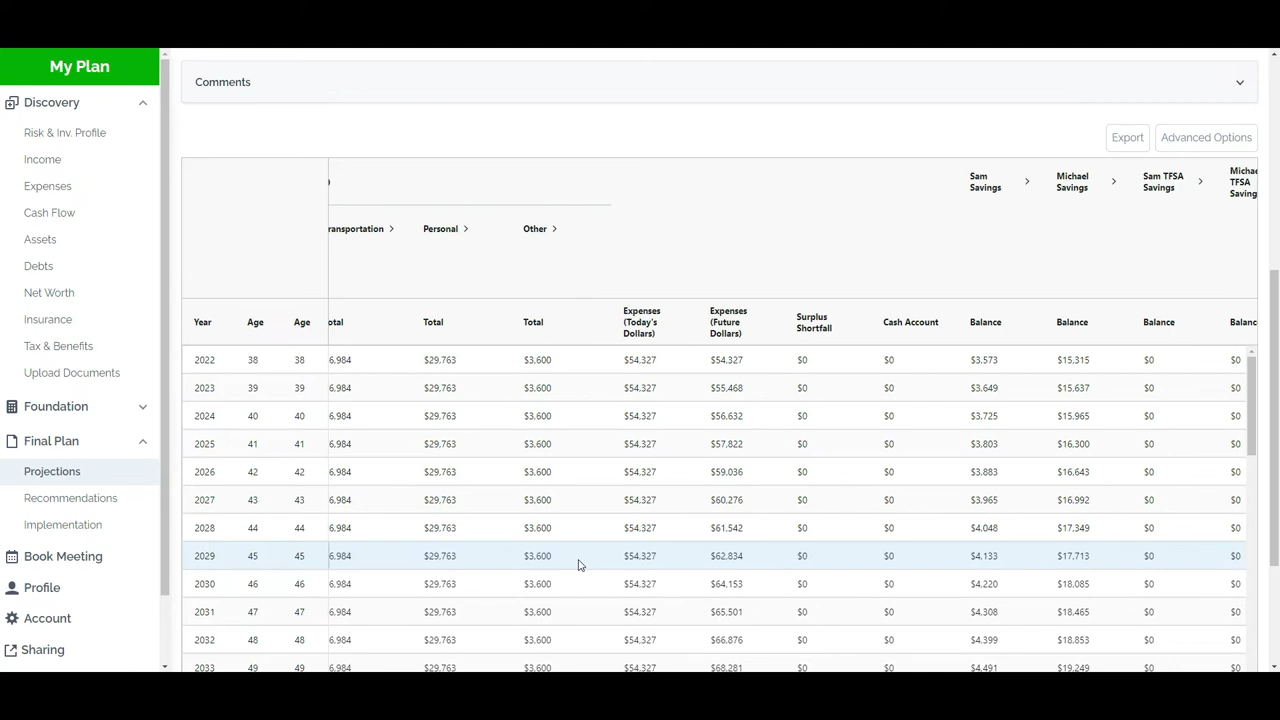 My Plan
Discovery
Risk & Inv. Profile
Income
Expenses
Cash Flow
Assets
Debts
Net Worth
Insurance
Tax & Benefits
Upload Documents
Foundation
Final Plan
Projections
Recommendations
Implementation
Book Meeting
Profile
Account
Sharing
Comments
Export Advanced Options
Sam Savings Michael Savings Sam TFSA Savings Michae TFSA Saving
ransportation Personal Other
Year Age Age otal Total Total Expenses (Today's Dollars) Expenses (Future Dollars) Surplus Shortfall Cash Account Balance Balance Balance Balanc
2022 38 38 6,984 $29,763 $3,600 $54,327 $54,327 $0 $0 $3,573 $15,315 $0 $0
2023 39 39 6,984 $29,763 $3,600 $54,327 $55,468 $0 $0 $3,649 $15,637 $0 $0
2024 40 40 6,984 $29,763 $3,600 $54,327 $56,632 $0 $0 $3,725 $15,965 $0 $0
2025 41 41 6,984 $29,763 $3,600 $54,327 $57,822 $0 $0 $3,803 $16,300 $0 $0
2026 42 42 6,984 $29,763 $3,600 $54,327 $59,036 $0 $0 $3,883 $16,643 $0 $0
2027 43 43 6,984 $29,763 $3,600 $54,327 $60,276 $0 $0 $3,965 $16,992 $0 $0
2028 44 44 6,984 $29,763 $3,600 $54,327 $61,542 $0 $0 $4,048 $17,349 $0 $0
2029 45 45 6,984 $29,763 $3,600 $54,327 $62,834 $0 $0 $4,133 $17,713 $0 $0
2030 46 46 6,984 $29,763 $3,600 $54,327 $64,153 $0 $0 $4,220 $18,085 $0 $0
2031 47 47 6,984 $29,763 $3,600 $54,327 $65,501 $0 $0 $4,308 $18,465 $0 $0
2032 48 48 6,984 $29,763 $3,600 $54,327 $66,876 $0 $0 $4,399 $18,853 $0 $0
2033 49 49 6,984 $29,763 $3,600 $54,327 $68,281 $0 $0 $4,491 $19,249 $0 $0